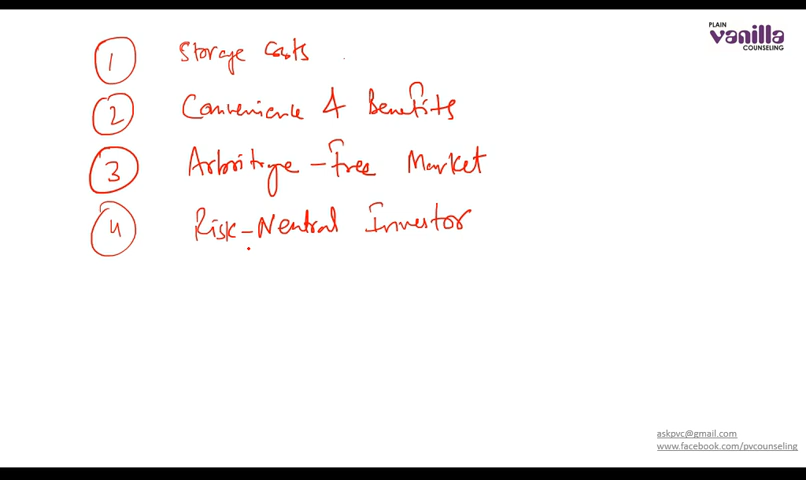 PLAIN
vanilla
COUNSELING
1 Storage Costs
2 Convenience & Benefits
3 Arbritrage-Free Market
4 Risk-Neutral Investor
askpvc@gmail.com
www.facebook.com/pvcounseling